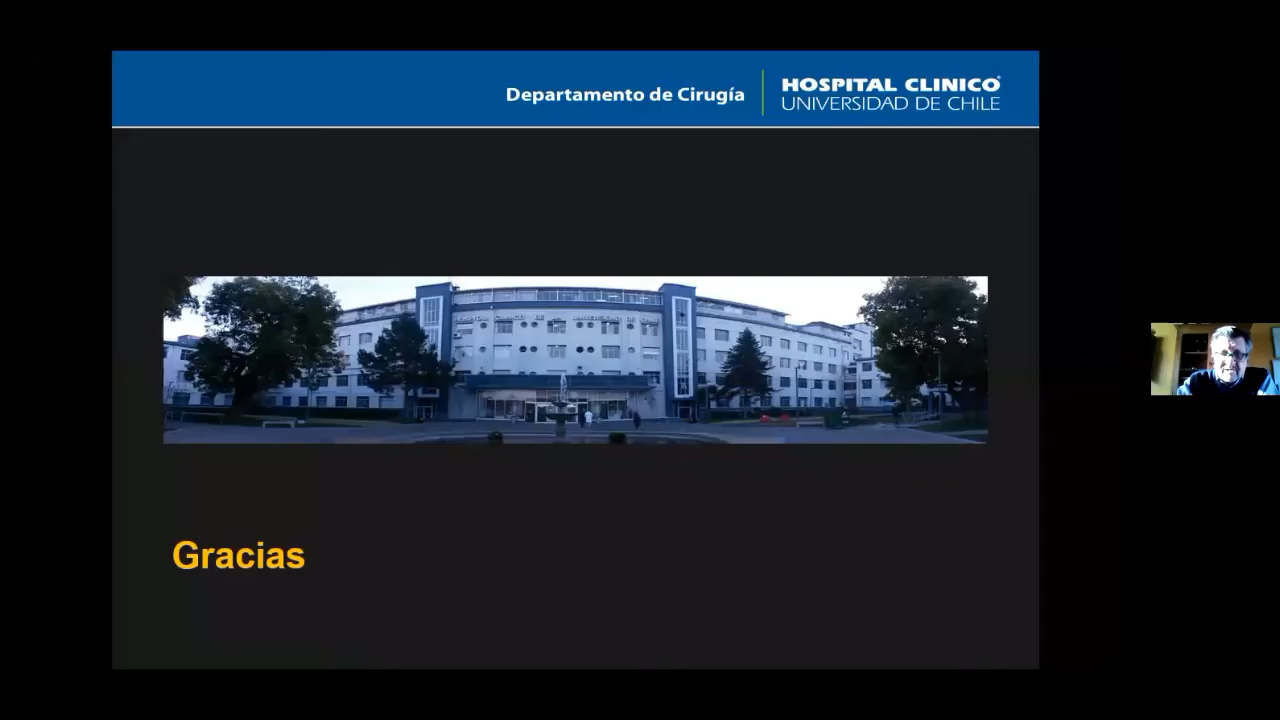 Departamento de Cirugía
HOSPITAL CLINICO
UNIVERSIDAD DE CHILE
Gracias